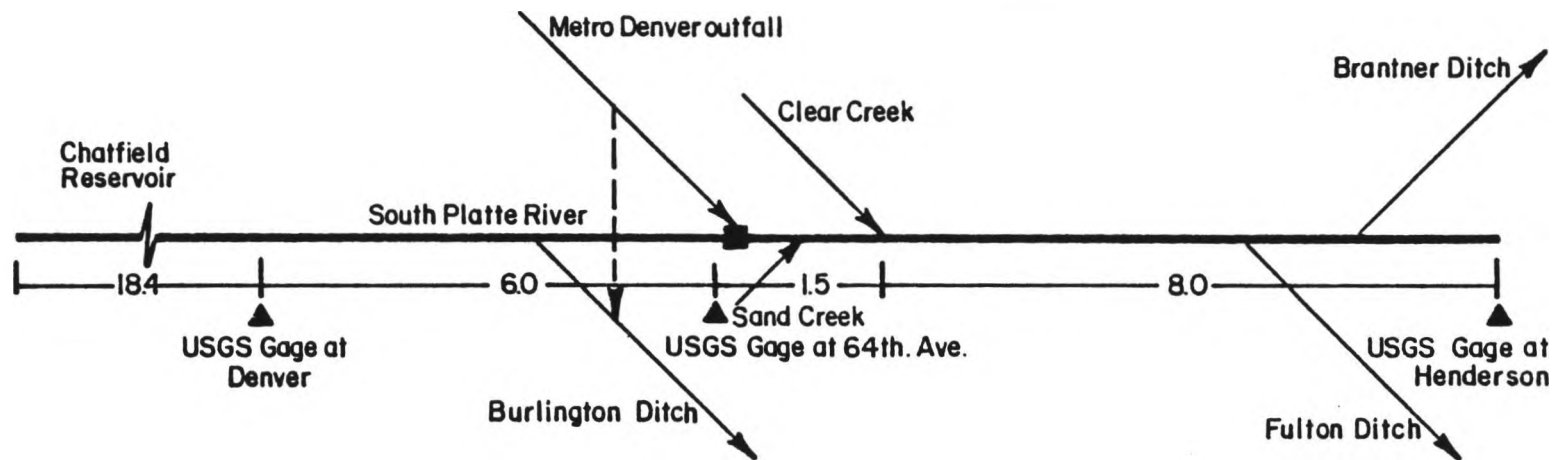 Metro Denver outfall
Brantner Ditch
Clear Creek
Chatfield
Reservoir
South Platte River
18.4
6.0
1.5
8.0
Sand Creek
USGS Gage at
Denver
USGS Gage at 64th. Ave.
USGS Gage at
Henderson
Burlington Ditch
Fulton Ditch